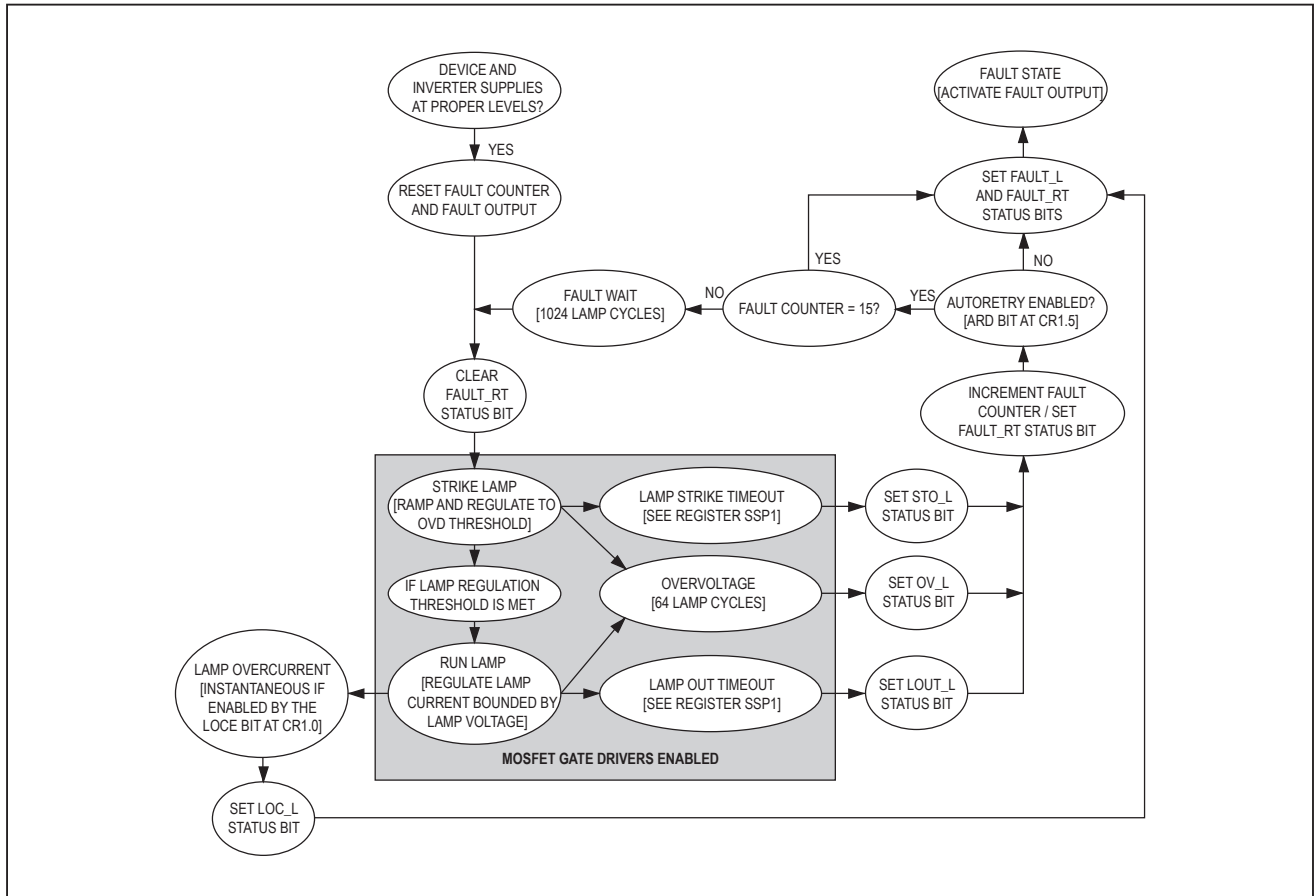 DEVICE AND
INVERTER SUPPLIES
AT PROPER LEVELS?
YES
RESET FAULT COUNTER
AND FAULT OUTPUT
FAULT STATE
[ACTIVATE FAULT OUTPUT]
SET FAULT_L
AND FAULT_RT
STATUS BITS
YES
NO
FAULT WAIT
[1024 LAMP CYCLES]
NO
FAULT COUNTER = 15?
YES
AUTORETRY ENABLED?
[ARD BIT AT CR1.5]
CLEAR
FAULT_RT
STATUS BIT
INCREMENT FAULT
COUNTER / SET
FAULT_RT STATUS BIT
STRIKE LAMP
[RAMP AND REGULATE TO
OVD THRESHOLD]
LAMP STRIKE TIMEOUT
[SEE REGISTER SSP1]
SET STO_L
STATUS BIT
IF LAMP REGULATION
THRESHOLD IS MET
OVERVOLTAGE
[64 LAMP CYCLES]
SET OV_L
STATUS BIT
LAMP OVERCURRENT
[INSTANTANEOUS IF
ENABLED BY THE
LOCE BIT AT CR1.0]
RUN LAMP
[REGULATE LAMP
CURRENT BOUNDED BY
LAMP VOLTAGE]
LAMP OUT TIMEOUT
[SEE REGISTER SSP1]
SET LOUT_L
STATUS BIT
MOSFET GATE DRIVERS ENABLED
SET LOC_L
STATUS BIT